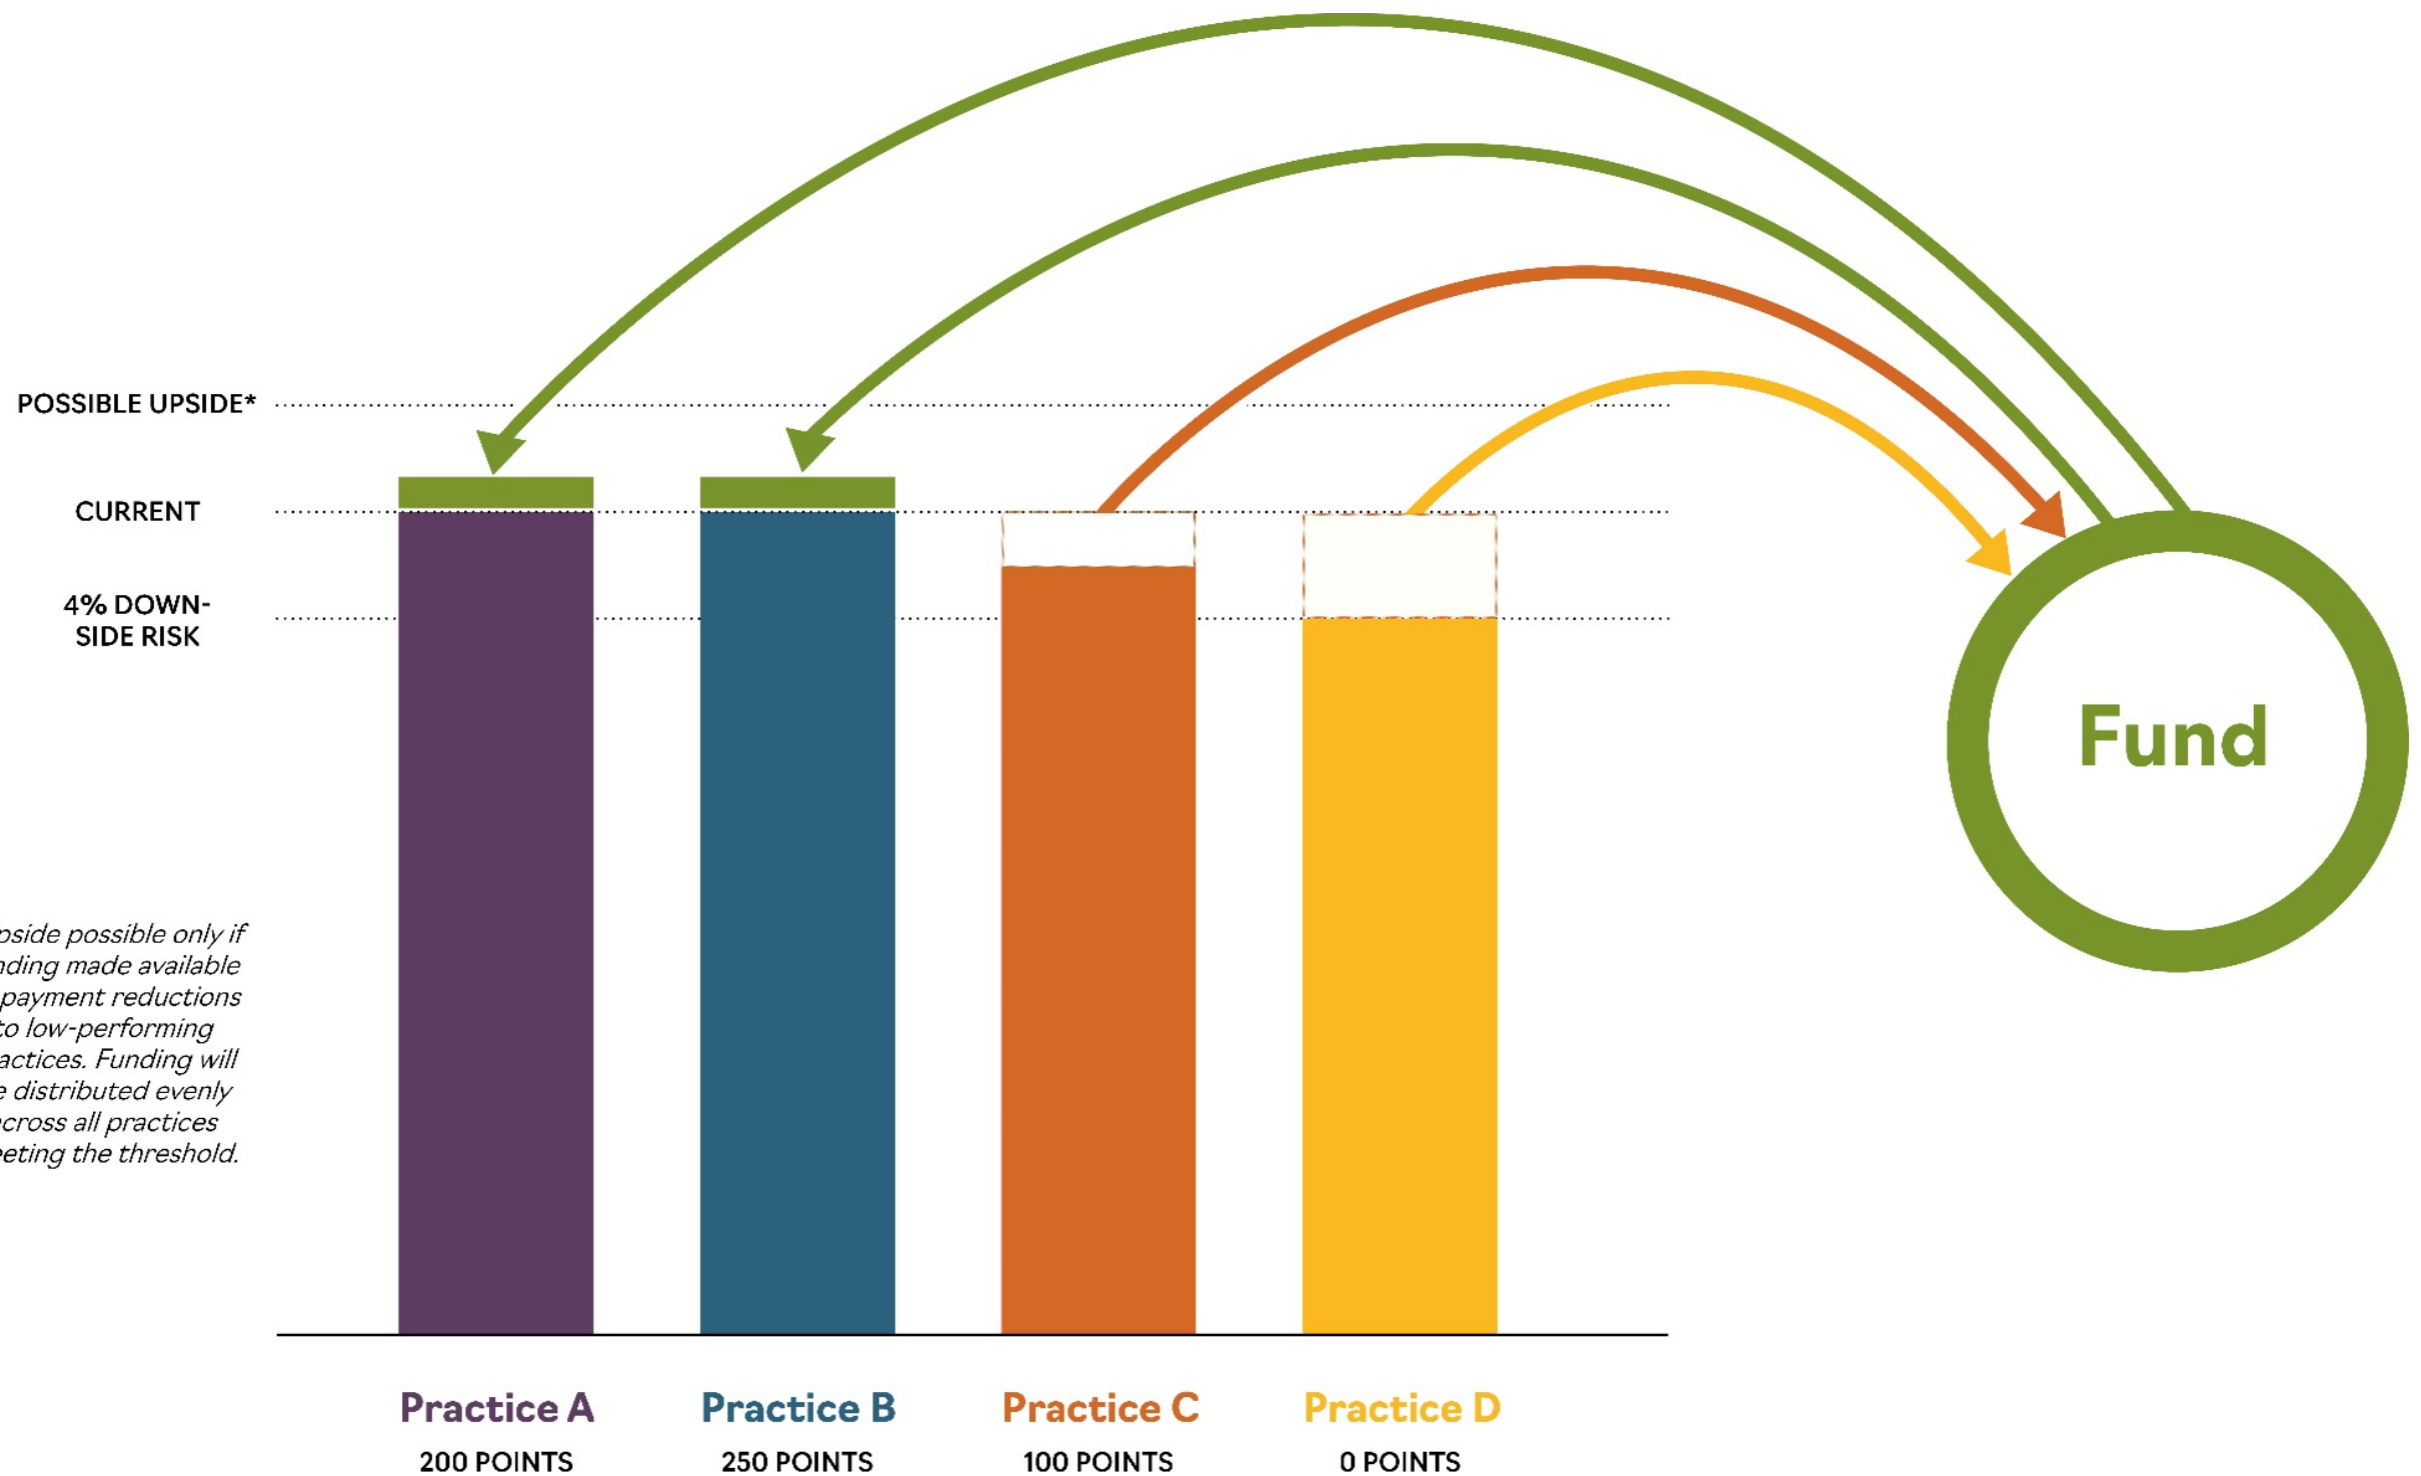 POSSIBLE UPSIDE*
CURRENT
4% DOWN-
SIDE RISK
Fund
possible only if
made available
payment reductions
to low-performing
Funding will
distributed evenly
all practices
the threshold.
Practice A
Practice B
Practice C
Practice D
200 POINTS
250 POINTS
100 POINTS
0 POINTS